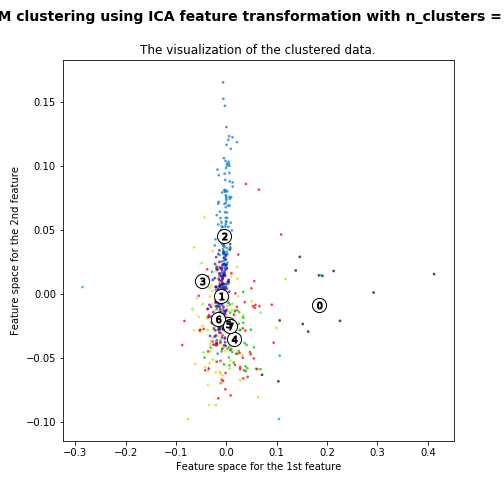 M clustering using ICA feature transformation with n_clusters =
The visualization of the clustered data.
Feature space for the 2nd feature
0.15
0.10
0.05
0.00
−0.05
−0.10
2
3
1
0
6
7
4
−0.3 −0.2 −0.1 0.0 0.1 0.2 0.3 0.4
Feature space for the 1st feature